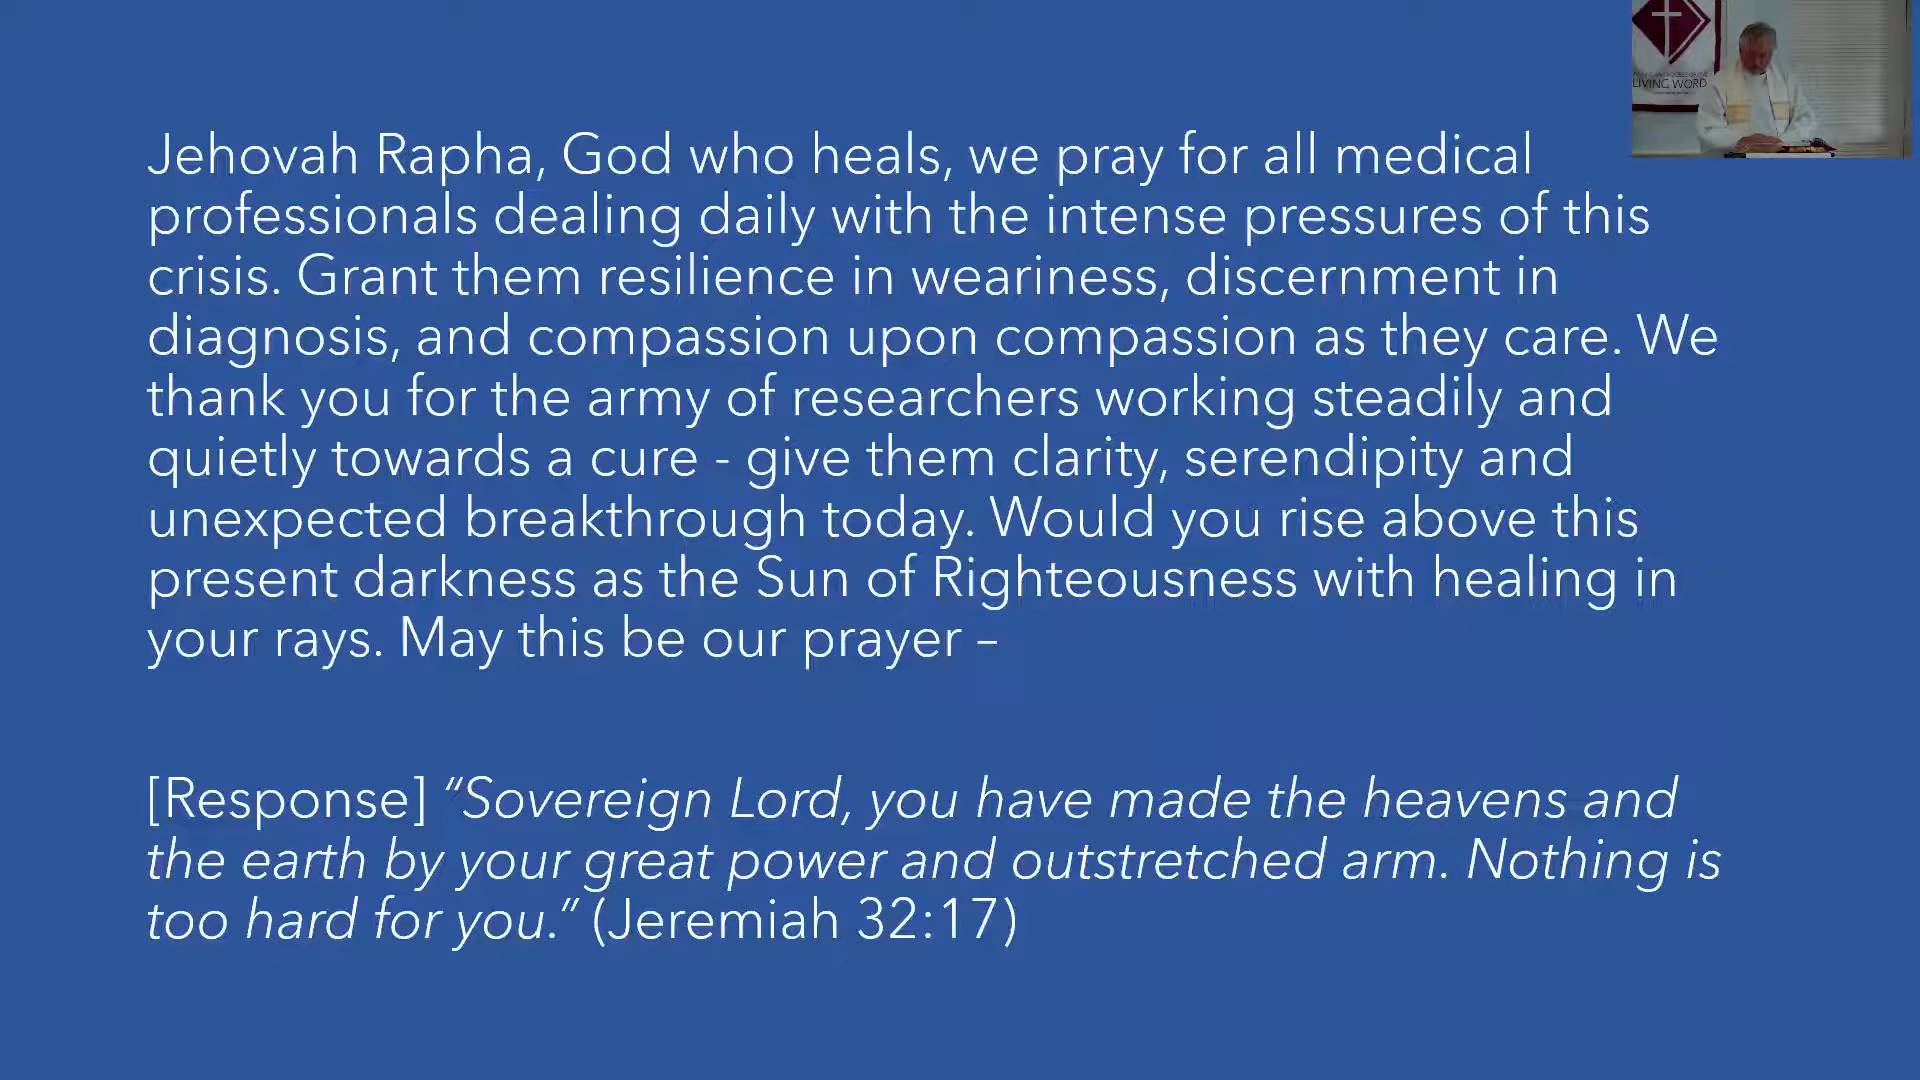 Jehovah Rapha, God who heals, we pray for all medical
professionals dealing daily with the intense pressures of this
crisis. Grant them resilience in weariness, discernment in
diagnosis, and compassion upon compassion as they care. We
thank you for the army of researchers working steadily and
quietly towards a cure - give them clarity, serendipity and
unexpected breakthrough today. Would you rise above this
present darkness as the Sun of Righteousness with healing in
your rays. May this be our prayer –
[Response] “Sovereign Lord, you have made the heavens and
the earth by your great power and outstretched arm. Nothing is
too hard for you.” (Jeremiah 32:17)
LIVING WORD